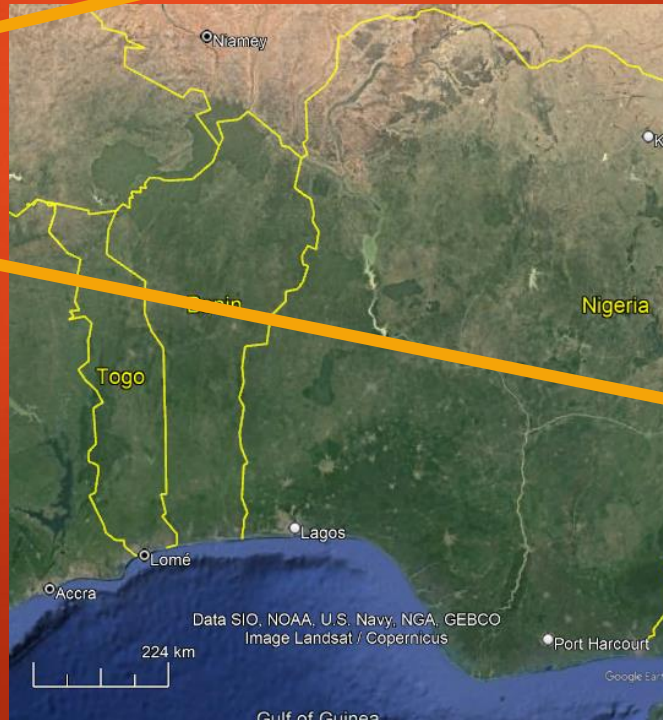 Niamey
K
Benin
Nigeria
Togo
Lagos
Lomé
Accra
Data SIO, NOAA, U.S. Navy, NGA, GEBCO
Image Landsat / Copernicus
224 km
Port Harcourt
Google Ear
Gulf of Guinea